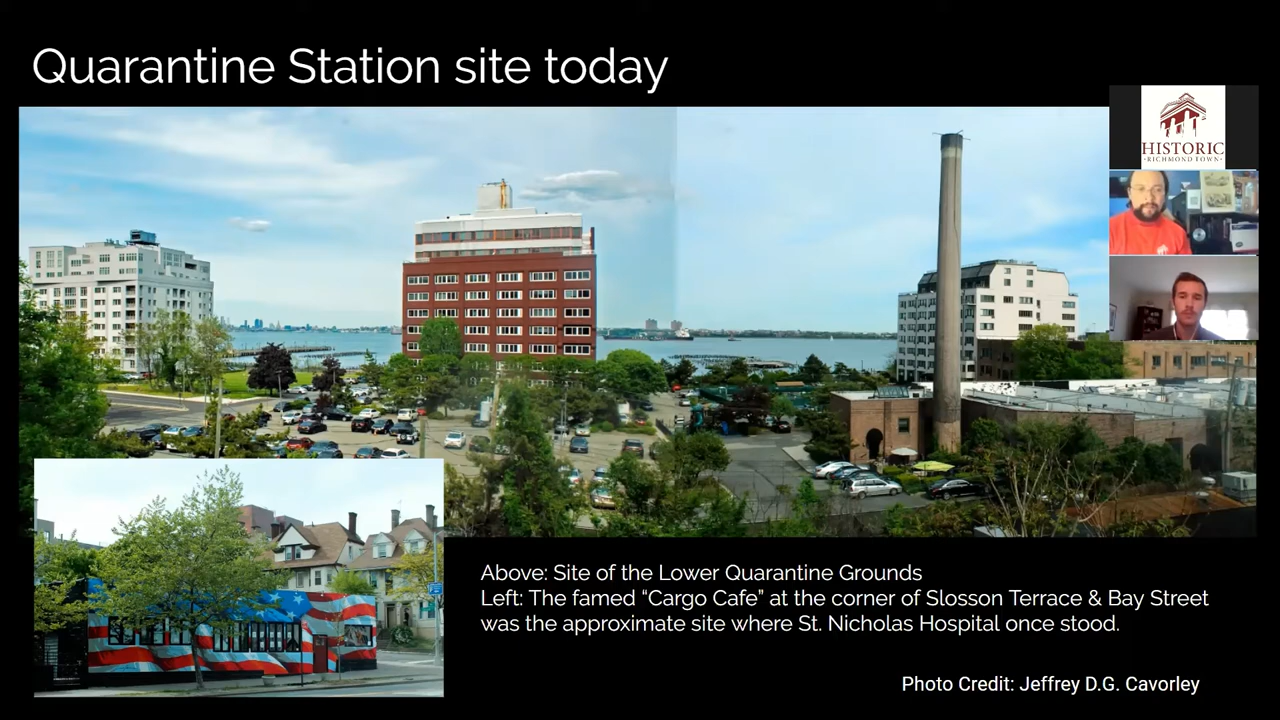 Quarantine Station site today
HISTORIC
RICHMOND TOWN
Above: Site of the Lower Quarantine Grounds
Left: The famed “Cargo Cafe” at the corner of Slosson Terrace & Bay Street
was the approximate site where St. Nicholas Hospital once stood.
Photo Credit: Jeffrey D.G. Cavorley